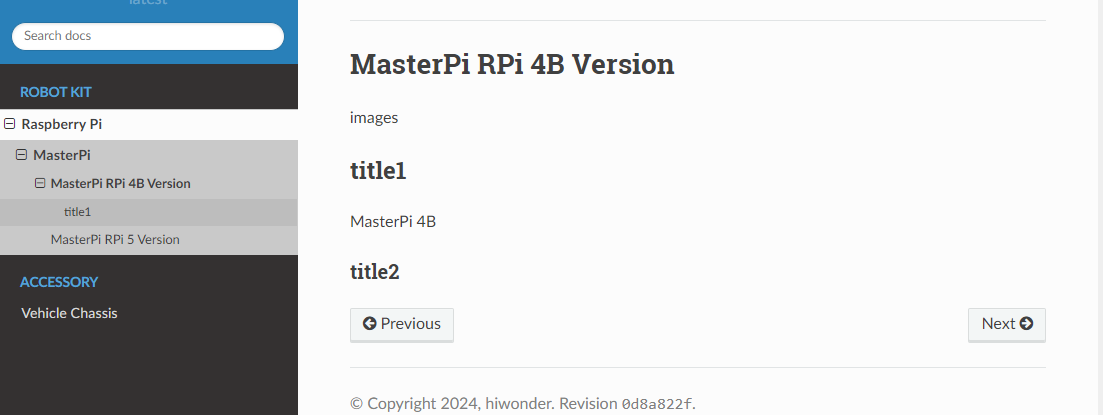 latest
Search docs
ROBOT KIT
Raspberry Pi
MasterPi
MasterPi RPi 4B Version
title1
MasterPi RPi 5 Version
ACCESSORY
Vehicle Chassis
MasterPi RPi 4B Version
images
title1
MasterPi 4B
title2
Previous
Next
© Copyright 2024, hiwonder. Revision 0d8a822f.